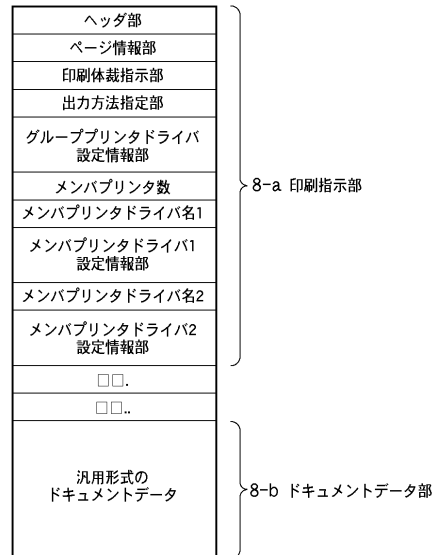 ヘッダ部
ページ情報部
印刷体裁指示部
出力方法指定部
グループプリンタドライバ
設定情報部
メンバプリンタ数
メンバプリンタドライバ名1
メンバプリンタドライバ1
設定情報部
メンバプリンタドライバ名2
メンバプリンタドライバ2
設定情報部
□□.
□□..
汎用形式の
ドキュメントデータ
8-a 印刷指示部
8-b ドキュメントデータ部